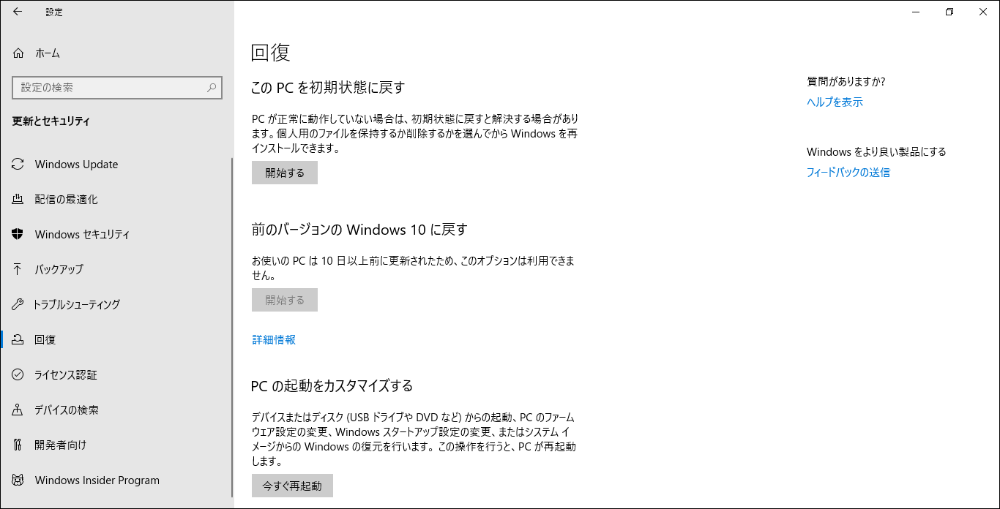 設定
ホーム
設定の検索
更新とセキュリティ
Windows Update
配信の最適化
Windows セキュリティ
バックアップ
トラブルシューティング
回復
ライセンス認証
デバイスの検索
開発者向け
Windows Insider Program
回復
この PC を初期状態に戻す
PC が正常に動作していない場合は、初期状態に戻すと解決する場合があり
ます。個人用のファイルを保持するか削除するかを選んでから Windows を再
インストールできます。
開始する
前のバージョンの Windows 10 に戻す
お使いの PC は 10 日以上前に更新されたため、このオプションは利用できま
せん。
開始する
詳細情報
PC の起動をカスタマイズする
デバイスまたはディスク (USB ドライブや DVD など) からの起動、PC のファーム
ウェア設定の変更、Windows スタートアップ設定の変更、またはシステム イ
メージからの Windows の復元を行います。この操作を行うと、PC が再起動
します。
今すぐ再起動
質問がありますか?
ヘルプを表示
Windows をより良い製品にする
フィードバックの送信